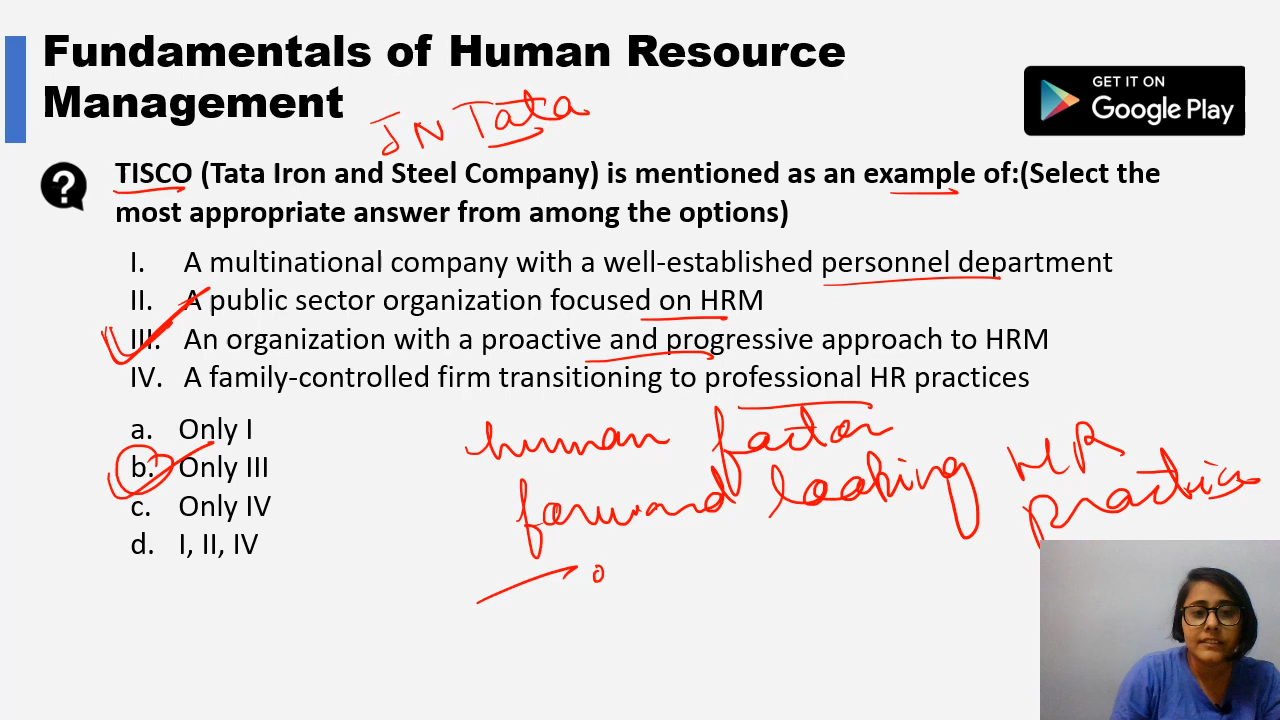 Fundamentals of Human Resource
Management
GET IT ON
Google Play
JN Tata
TISCO (Tata Iron and Steel Company) is mentioned as an example of:(Select the
most appropriate answer from among the options)
I. A multinational company with a well-established personnel department
II. A public sector organization focused on HRM
III. An organization with a proactive and progressive approach to HRM
IV. A family-controlled firm transitioning to professional HR practices
a. Only I
b. Only III
c. Only IV
d. I, II, IV
human factor
forward looking HR
practices